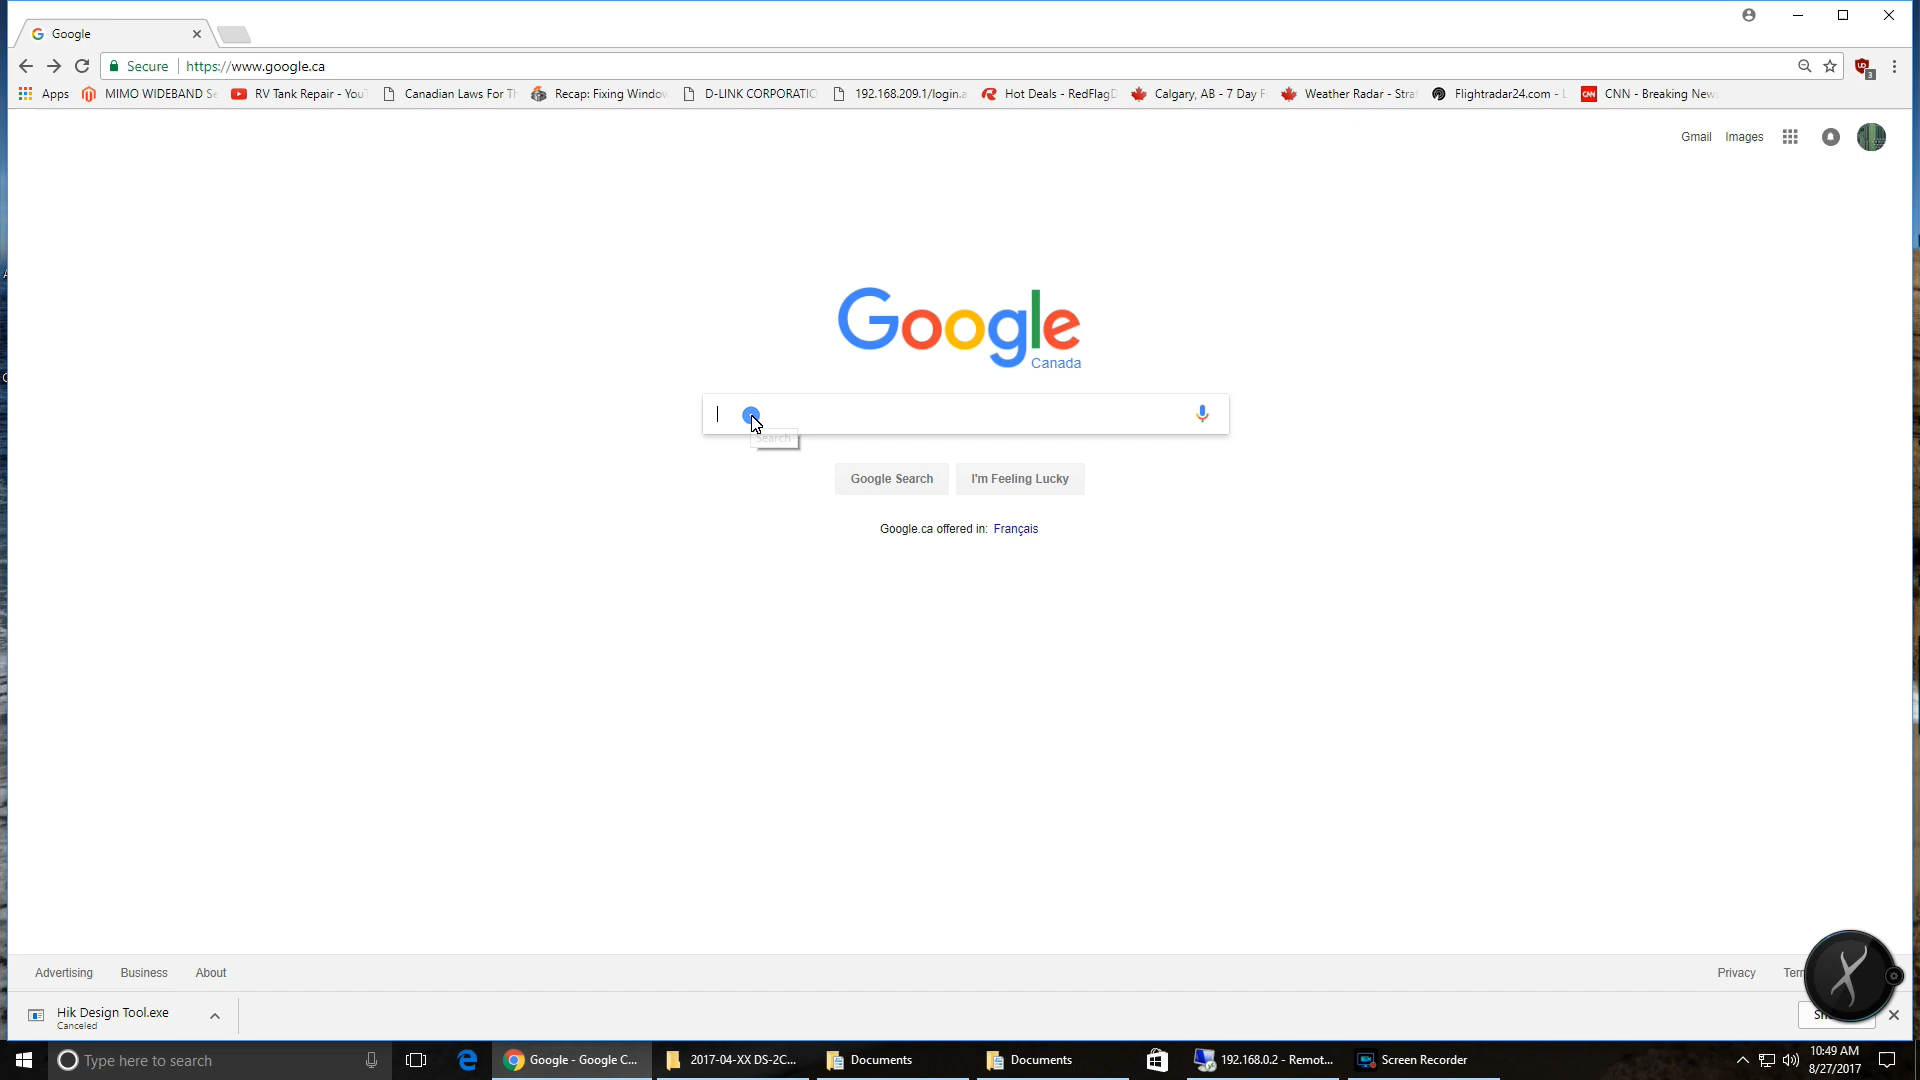 Google
Secure https://www.google.ca
3
Apps MIMO WIDEBAND RV Tank Repair - You Canadian Laws For Recap: Fixing Window D-LINK CORPORATIO 192.168.209.1/login.a Hot Deals - RedFlagD Calgary, AB - 7 Day Weather Radar - Stra Flightradar24.com - CNN - Breaking New
Gmail Images
Google
Canada
Search
Google Search I'm Feeling Lucky
Google.ca offered in: Français
Advertising Business About Privacy
Hik Design Tool.exe
Canceled
Type here to search Google - Google C... 2017-04-XX DS-2C... Documents Documents 192.168.0.2 - Remot... Screen Recorder
10:49 AM
8/27/2017